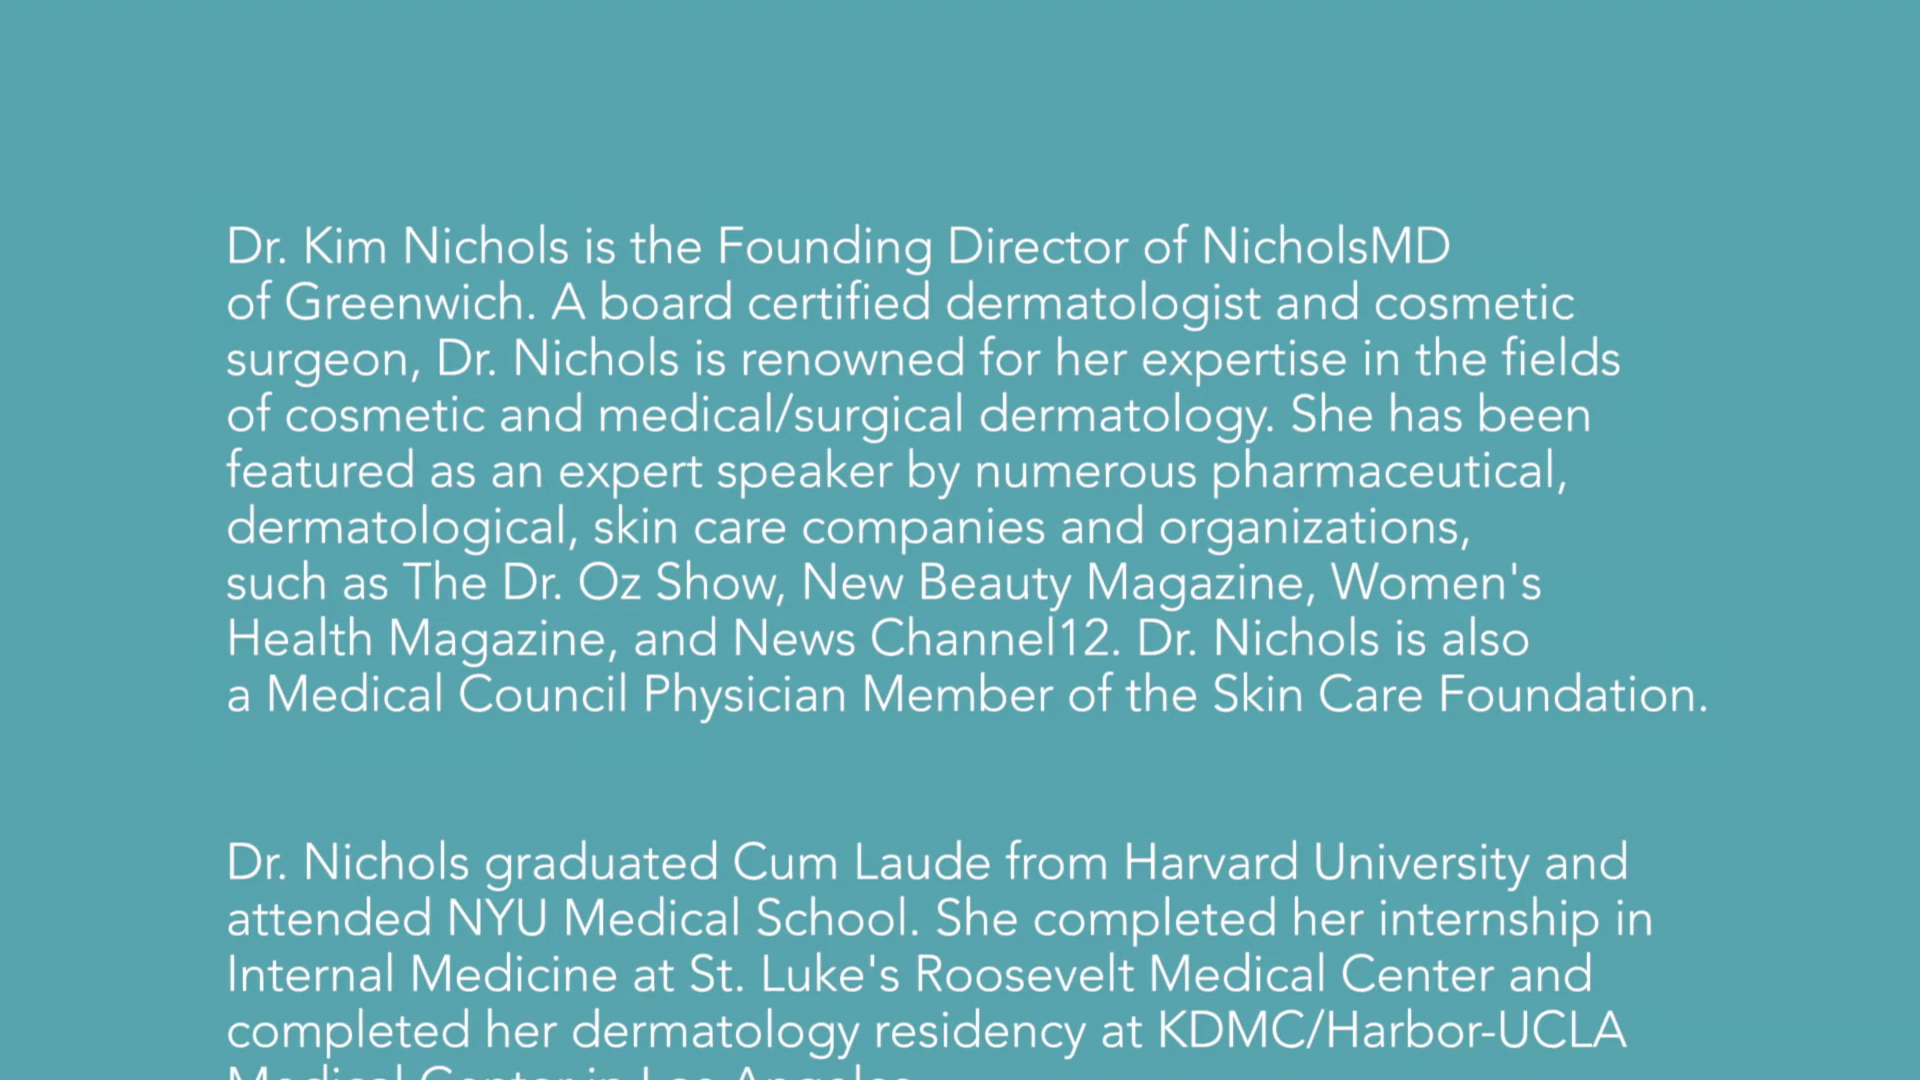 Dr. Kim Nichols is the Founding Director of NicholsMD
of Greenwich. A board certified dermatologist and cosmetic
surgeon, Dr. Nichols is renowned for her expertise in the fields
of cosmetic and medical/surgical dermatology. She has been
featured as an expert speaker by numerous pharmaceutical,
dermatological, skin care companies and organizations,
such as The Dr. Oz Show, New Beauty Magazine, Women's
Health Magazine, and News Channel12. Dr. Nichols is also
a Medical Council Physician Member of the Skin Care Foundation.
Dr. Nichols graduated Cum Laude from Harvard University and
attended NYU Medical School. She completed her internship in
Internal Medicine at St. Luke's Roosevelt Medical Center and
completed her dermatology residency at KDMC/Harbor-UCLA
Medical Center in Los Angeles